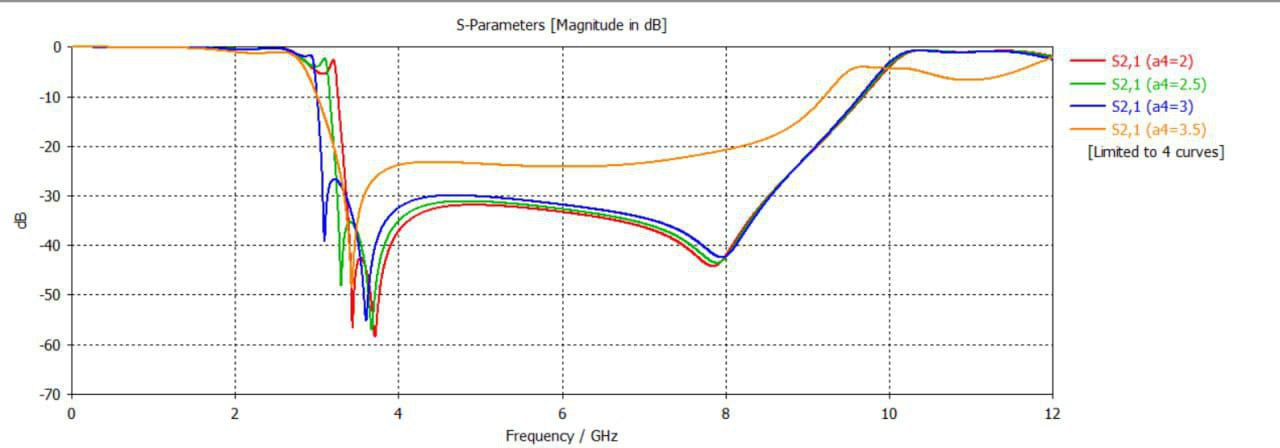 S-Parameters [Magnitude in dB]
0
-10
-20
-30
-40
-50
-60
-70
dB
0 2 4 6 8 10 12
Frequency / GHz
S2,1 (a4=2)
S2,1 (a4=2.5)
S2,1 (a4=3)
S2,1 (a4=3.5)
[Limited to 4 curves]